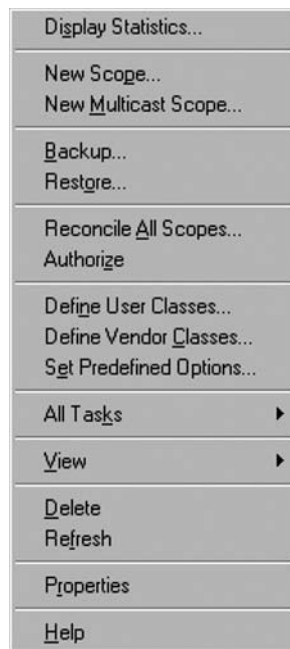 Display Statistics...
New Scope...
New Multicast Scope...
Backup...
Restore...
Reconcile All Scopes...
Authorize
Define User Classes...
Define Vendor Classes...
Set Predefined Options...
All Tasks
View
Delete
Refresh
Properties
Help